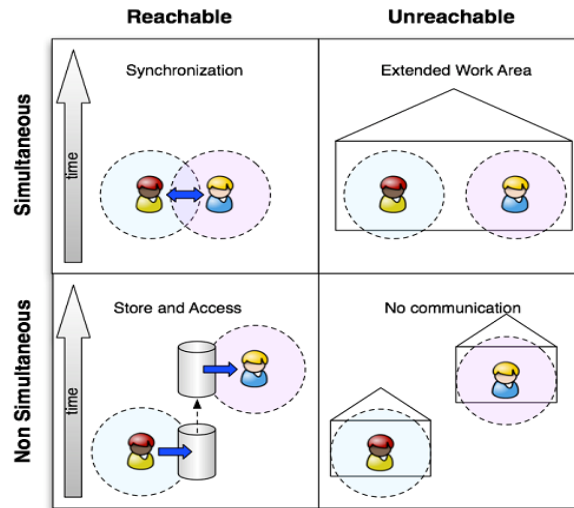 Reachable
Unreachable
Simultaneous
time
Synchronization
Extended Work Area
Non Simultaneous
time
Store and Access
No communication